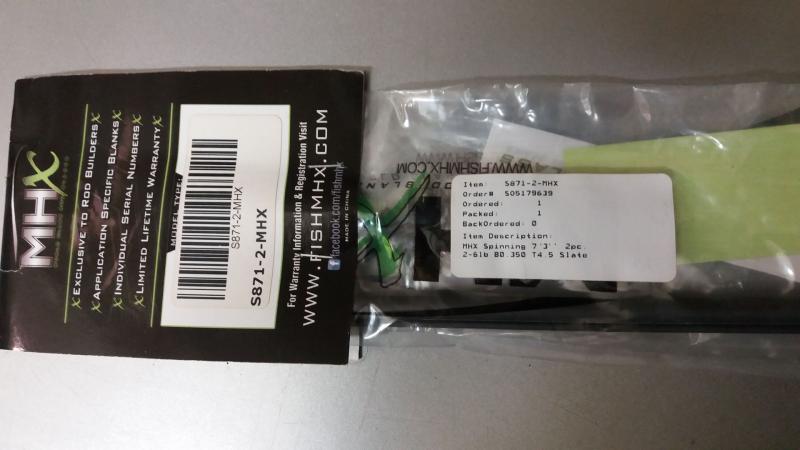 MHX
X EXCLUSIVE TO ROD BUILDERS X
X APPLICATION SPECIFIC BLANKS X
X INDIVIDUAL SERIAL NUMBERS X
X LIMITED LIFETIME WARRANTY X
MODEL TYPE:
S871-2-MHX
S871-2-MHX
For Warranty Information & Registration Visit
www.FISHMHX.COM
facebook.com/fishmhx
MADE IN CHINA
WWW.FISHMHX.COM
Item: S871-2-MHX
Order# SO5179639
Ordered: 1
Packed: 1
BackOrdered: 0
Item Description:
MHX Spinning 7'3'' 2pc.
2-6lb B0.350 T4.5 Slate